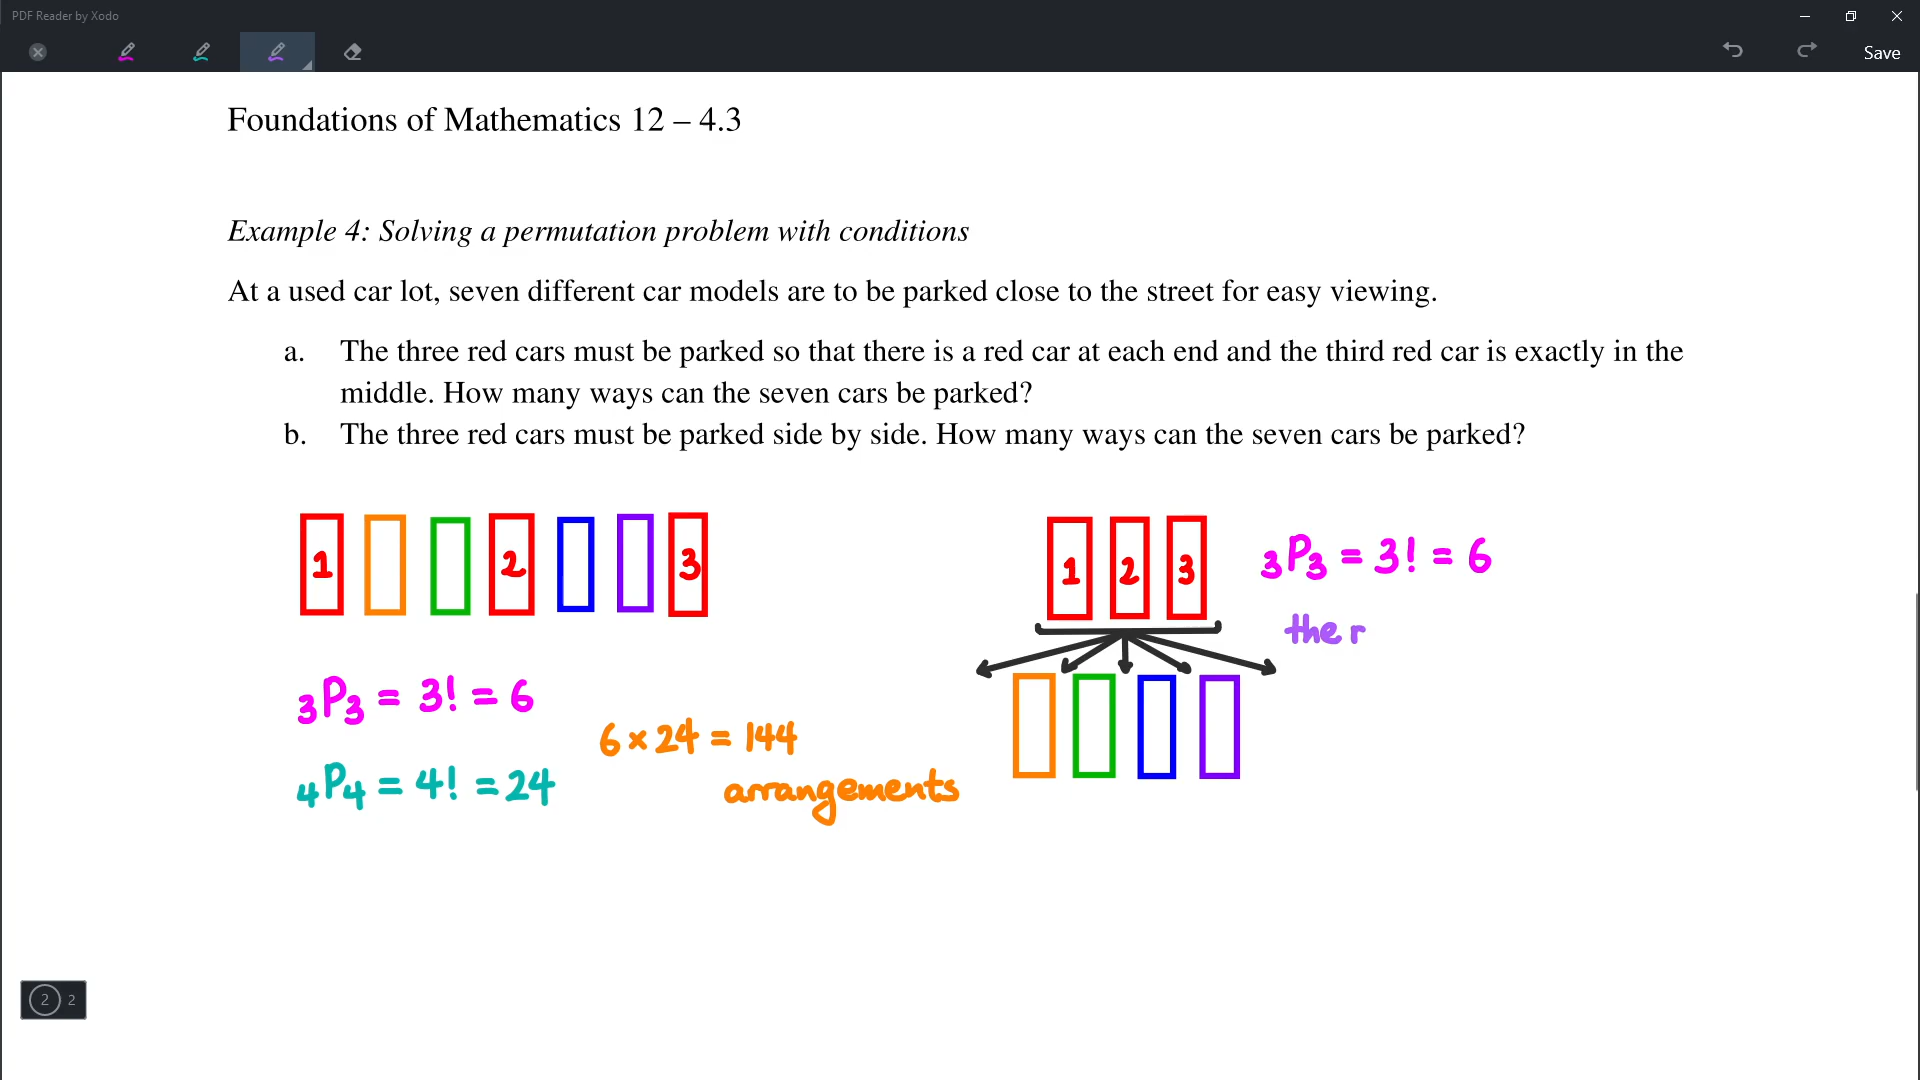 PDF Reader by Xodo
Save
Foundations of Mathematics 12 – 4.3
Example 4: Solving a permutation problem with conditions
At a used car lot, seven different car models are to be parked close to the street for easy viewing.
a. The three red cars must be parked so that there is a red car at each end and the third red car is exactly in the
middle. How many ways can the seven cars be parked?
b. The three red cars must be parked side by side. How many ways can the seven cars be parked?
1 2 3
1 2 3
₃P₃ = 3! = 6
the r
₃P₃ = 3! = 6
₄P₄ = 4! = 24
6 × 24 = 144
arrangements
2 2